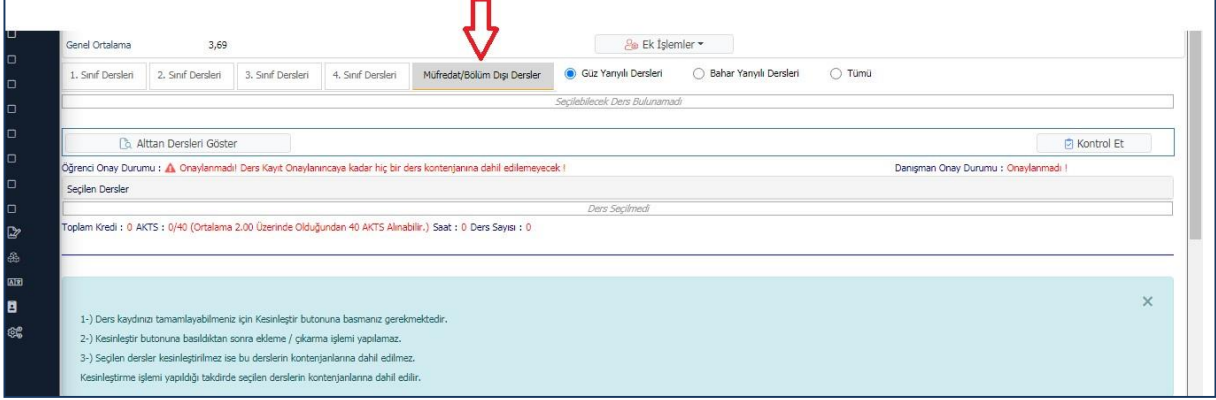 Genel Ortalama 3,69 Ek İşlemler
1. Sınıf Dersleri 2. Sınıf Dersleri 3. Sınıf Dersleri 4. Sınıf Dersleri Müfredat/Bölüm Dışı Dersler Güz Yarıyılı Dersleri Bahar Yarıyılı Dersleri Tümü
Seçilebilecek Ders Bulunamadı
Alttan Dersleri Göster Kontrol Et
Öğrenci Onay Durumu : Onaylanmadı! Ders Kayıt Onaylanıncaya kadar hiç bir ders kontenjanına dahil edilemeyecek ! Danışman Onay Durumu : Onaylanmadı !
Seçilen Dersler
Ders Seçilmedi
Toplam Kredi : 0 AKTS : 0/40 (Ortalama 2.00 Üzerinde Olduğundan 40 AKTS Alınabilir.) Saat : 0 Ders Sayısı : 0
1-) Ders kaydınızı tamamlayabilmeniz için Kesinleştir butonuna basmanız gerekmektedir.
2-) Kesinleştir butonuna basıldıktan sonra ekleme / çıkarma işlemi yapılamaz.
3-) Seçilen dersler kesinleştirilmez ise bu derslerin kontenjanlarına dahil edilmez.
Kesinleştirme işlemi yapıldığı takdirde seçilen derslerin kontenjanlarına dahil edilir.